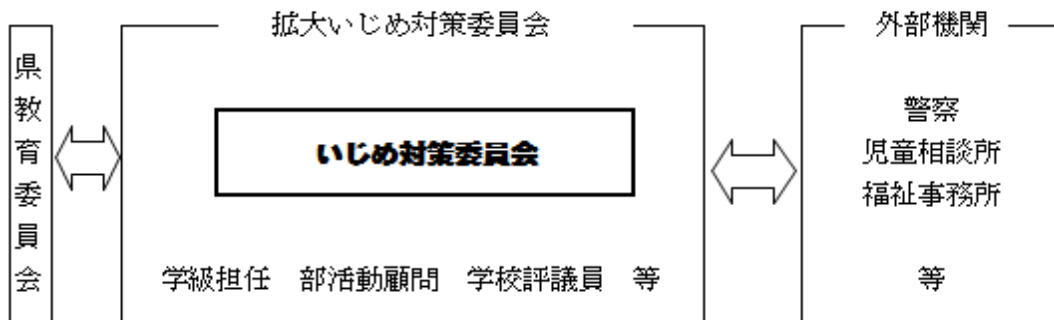 県教育委員会
拡大いじめ対策委員会
いじめ対策委員会
学級担任　部活動顧問　学校評議員　等
外部機関
警察
児童相談所
福祉事務所
等